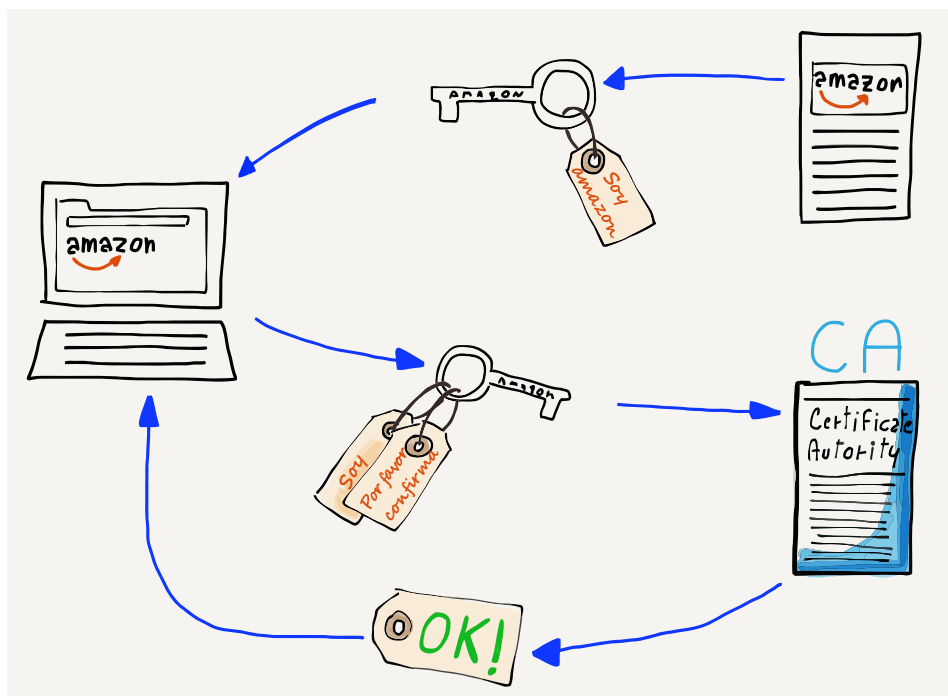 AMAZON
amazon
Soy
amazon
amazon
amazon
CA
Certificate
Autority
Soy
Por favor
confirma
OK!